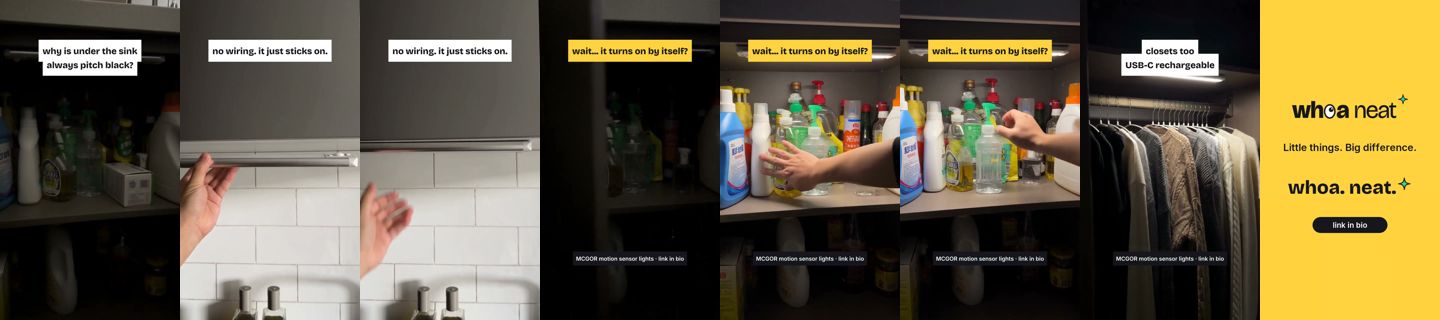 why is under the sink
always pitch black?
no wiring. it just sticks on.
no wiring. it just sticks on.
wait... it turns on by itself?
MCGOR motion sensor lights · link in bio
wait... it turns on by itself?
MCGOR motion sensor lights · link in bio
wait... it turns on by itself?
MCGOR motion sensor lights · link in bio
closets too
USB-C rechargeable
MCGOR motion sensor lights · link in bio
whoa neat
Little things. Big difference.
whoa. neat.
link in bio